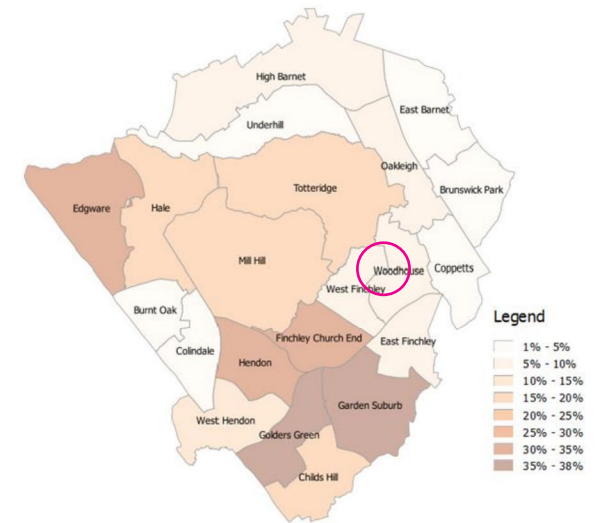 High Barnet
East Barnet
Underhill
Oakleigh
Brunswick Park
Totteridge
Edgware
Hale
Mill Hill
Woodhouse
Coppetts
West Finchley
Burnt Oak
Legend
Finchley Church End
East Finchley
Colindale
Hendon
1% - 5%
5% - 10%
10% - 15%
15% - 20%
20% - 25%
25% - 30%
30% - 35%
35% - 38%
Garden Suburb
West Hendon
Golders Green
Childs Hill